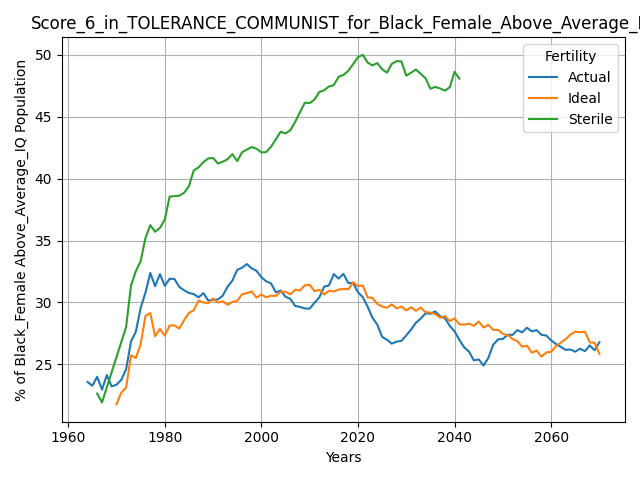 Score_6_in_TOLERANCE_COMMUNIST_for_Black_Female_Above_Average_
% of Black_Female Above_Average_IQ Population
50
45
40
35
30
25
1960
1980
2000
2020
2040
2060
Years
Fertility
Actual
Ideal
Sterile